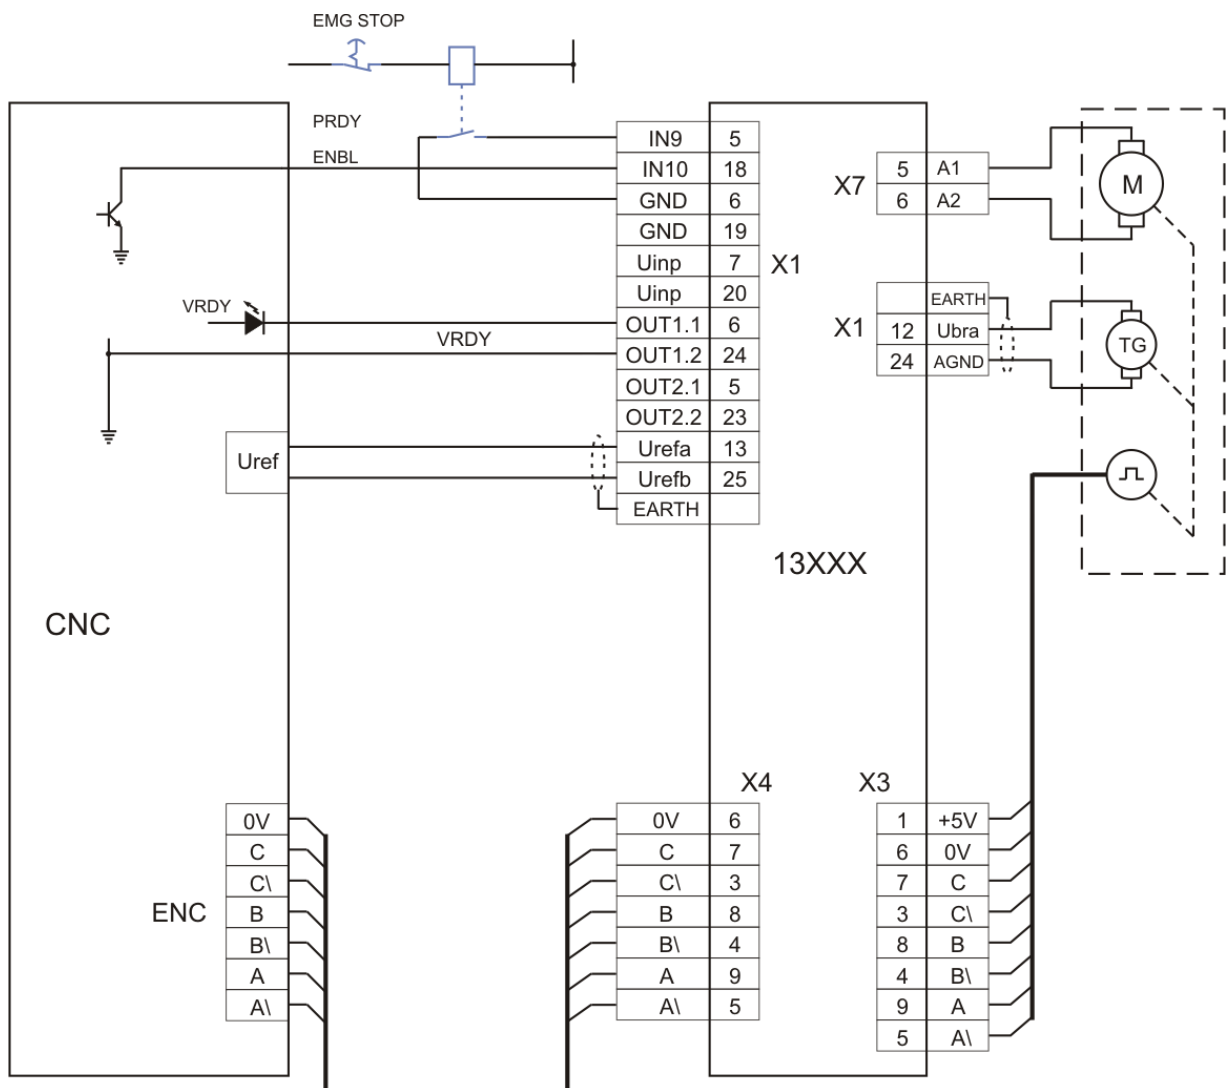 EMG STOP
PRDY
ENBL
VRDY
VRDY
Uref
CNC
ENC
0V
C
C\
B
B\
A
A\
IN9 5
IN10 18
GND 6
GND 19
Uinp 7
Uinp 20
OUT1.1 6
OUT1.2 24
OUT2.1 5
OUT2.2 23
Urefa 13
Urefb 25
EARTH
X1
13XXX
X7
5 A1
6 A2
X1
EARTH
12 Ubra
24 AGND
M
TG
X4
0V 6
C 7
C\ 3
B 8
B\ 4
A 9
A\ 5
X3
1 +5V
6 0V
7 C
3 C\
8 B
4 B\
9 A
5 A\